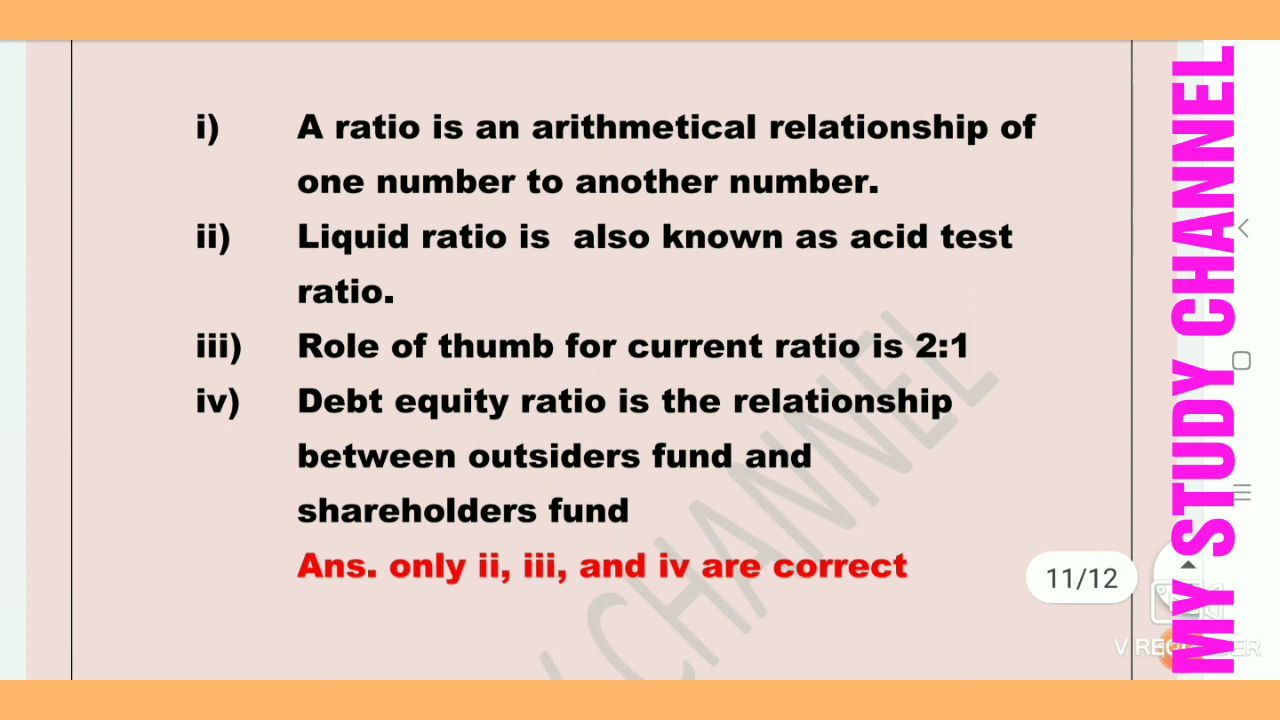 i) A ratio is an arithmetical relationship of
one number to another number.
ii) Liquid ratio is also known as acid test
ratio.
iii) Role of thumb for current ratio is 2:1
iv) Debt equity ratio is the relationship
between outsiders fund and
shareholders fund
Ans. only ii, iii, and iv are correct
11/12
CHANNEL
MY STUDY CHANNEL